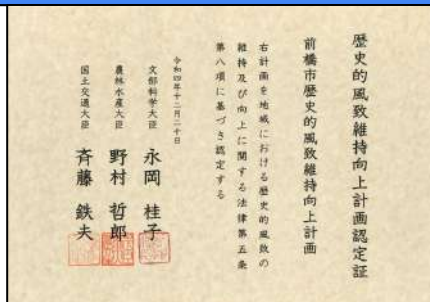 歴史的風致維持向上計画認定証
前橋市歴史的風致維持向上計画
右計画を地域における歴史的風致の
維持及び向上に関する法律第五条
第八項に基づき認定する
令和四年十二月二十日
文部科学大臣 永岡 桂子
農林水産大臣 野村 哲郎
国土交通大臣 斉藤 鉄夫